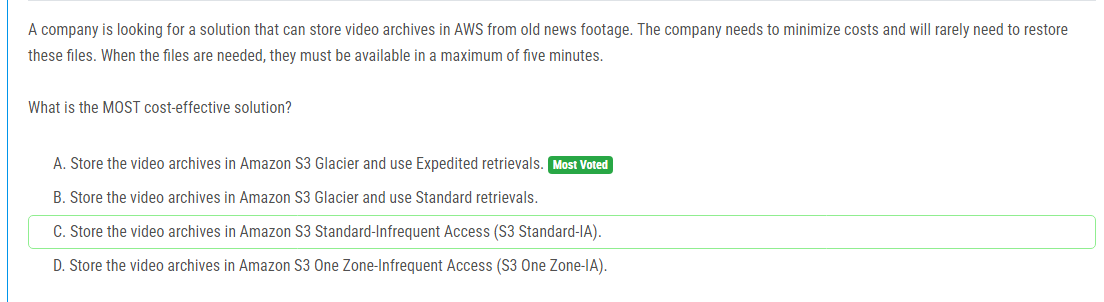 A company is looking for a solution that can store video archives in AWS from old news footage. The company needs to minimize costs and will rarely need to restore
these files. When the files are needed, they must be available in a maximum of five minutes.
What is the MOST cost-effective solution?
A. Store the video archives in Amazon S3 Glacier and use Expedited retrievals. Most Voted
B. Store the video archives in Amazon S3 Glacier and use Standard retrievals.
C. Store the video archives in Amazon S3 Standard-Infrequent Access (S3 Standard-IA).
D. Store the video archives in Amazon S3 One Zone-Infrequent Access (S3 One Zone-IA).